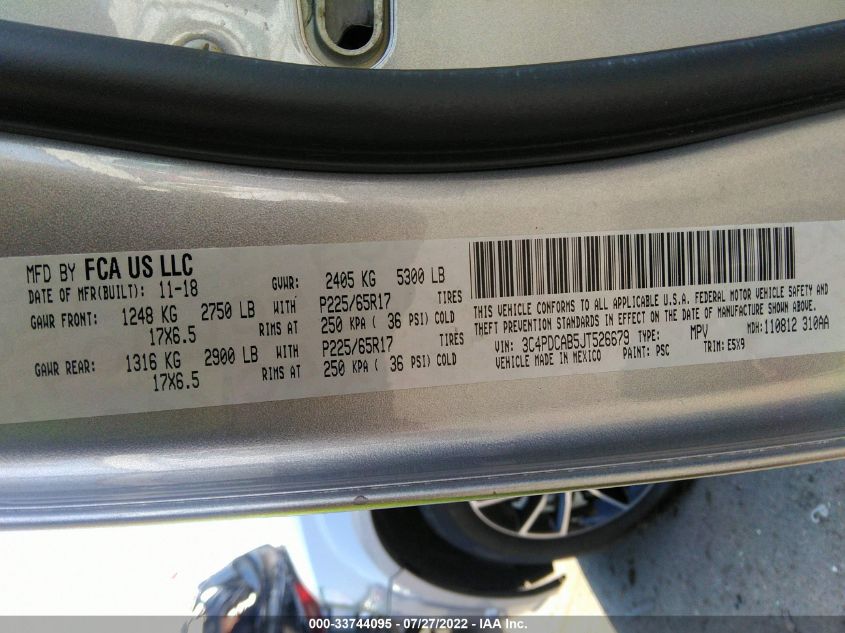 MFD BY FCA US LLC
DATE OF MFR(BUILT): 11-18 GVWR: 2405 KG 5300 LB
GAWR FRONT: 1248 KG 2750 LB WITH P225/65R17 TIRES
17X6.5 RIMS AT 250 KPA ( 36 PSI) COLD
GAWR REAR: 1316 KG 2900 LB WITH P225/65R17 TIRES
17X6.5 RIMS AT 250 KPA ( 36 PSI) COLD
THIS VEHICLE CONFORMS TO ALL APPLICABLE U.S.A. FEDERAL MOTOR VEHICLE SAFETY AND
THEFT PREVENTION STANDARDS IN EFFECT ON THE DATE OF MANUFACTURE SHOWN ABOVE.
VIN: 3C4PDCAB5JT526679 TYPE: MPV MDH: 110812 310AA
VEHICLE MADE IN MEXICO PAINT: PSC TRIM: E5X9
000-33744095 - 07/27/2022 - IAA Inc.